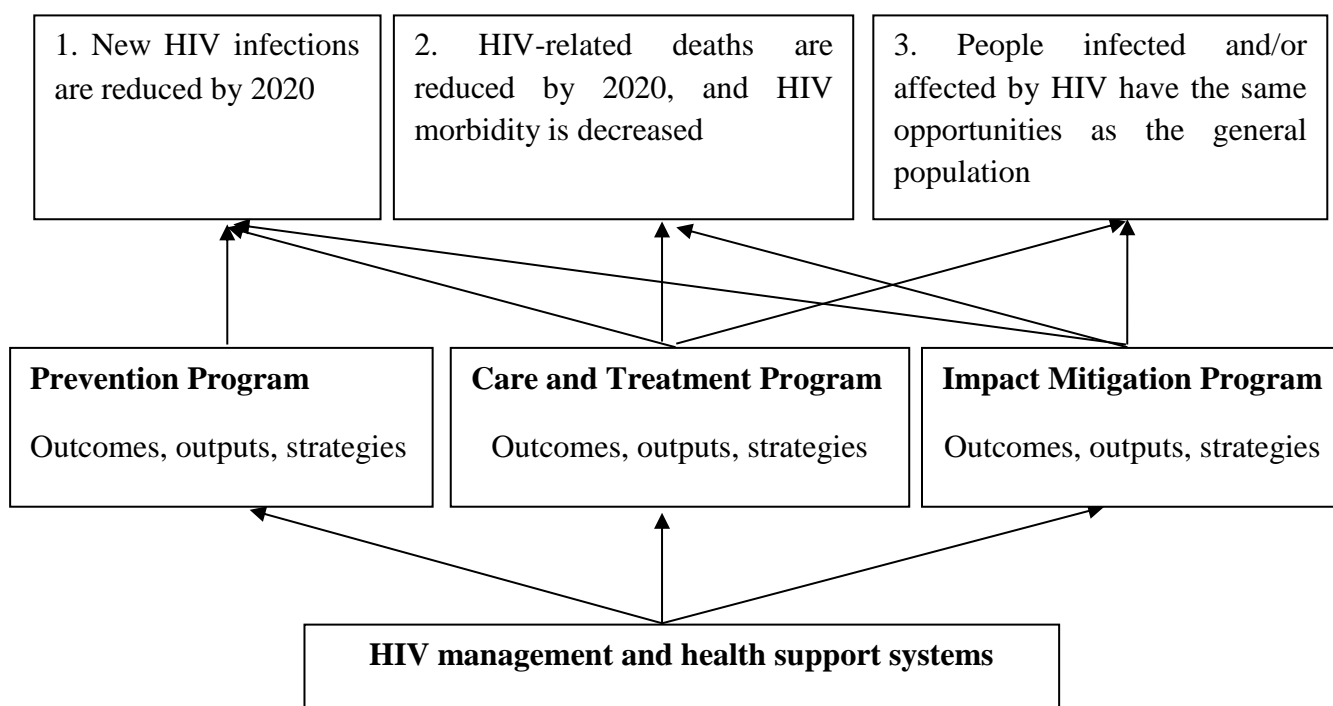 1. New HIV infections
are reduced by 2020
2. HIV-related deaths are
reduced by 2020, and HIV
morbidity is decreased
3. People infected and/or
affected by HIV have the same
opportunities as the general
population
Prevention Program
Outcomes, outputs, strategies
Care and Treatment Program
Outcomes, outputs, strategies
Impact Mitigation Program
Outcomes, outputs, strategies
HIV management and health support systems